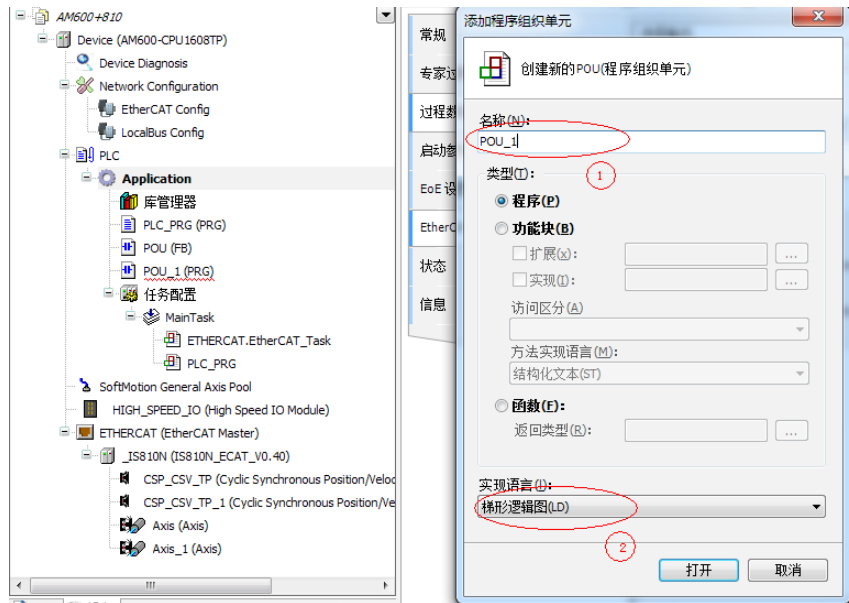 AM600+810
Device (AM600-CPU1608TP)
Device Diagnosis
Network Configuration
EtherCAT Config
LocalBus Config
PLC
Application
库管理器
PLC_PRG (PRG)
POU (FB)
POU_1 (PRG)
任务配置
MainTask
ETHERCAT.EtherCAT_Task
PLC_PRG
SoftMotion General Axis Pool
HIGH_SPEED_IO (High Speed IO Module)
ETHERCAT (EtherCAT Master)
_IS810N (IS810N_ECAT_V0.40)
CSP_CSV_TP (Cyclic Synchronous Position/Veloc
CSP_CSV_TP_1 (Cyclic Synchronous Position/Ve
Axis (Axis)
Axis_1 (Axis)
常规
专家过
过程数
启动参
EoE 设
EtherC
状态
信息
添加程序组织单元
创建新的POU(程序组织单元)
名称(N):
POU_1
类型(T):
1
程序(P)
功能块(B)
扩展(x):
...
实现(I):
...
访问区分(A)
方法实现语言(M):
结构化文本(ST)
函数(F):
返回类型(R):
...
实现语言(I):
梯形逻辑图(LD)
2
打开
取消